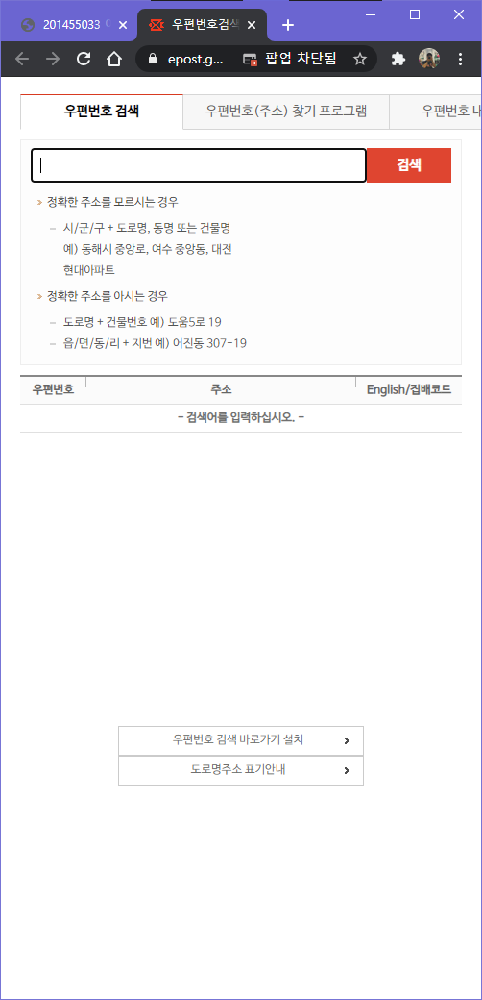 201455033
우편번호검색
epost.g...
팝업 차단됨
우편번호 검색
우편번호(주소) 찾기 프로그램
우편번호 내
검색
정확한 주소를 모르시는 경우
시/군/구 + 도로명, 동명 또는 건물명
예) 동해시 중앙로, 여수 중앙동, 대전
현대아파트
정확한 주소를 아시는 경우
도로명 + 건물번호 예) 도움5로 19
읍/면/동/리 + 지번 예) 어진동 307-19
우편번호
주소
English/집배코드
- 검색어를 입력하십시오. -
우편번호 검색 바로가기 설치
도로명주소 표기안내